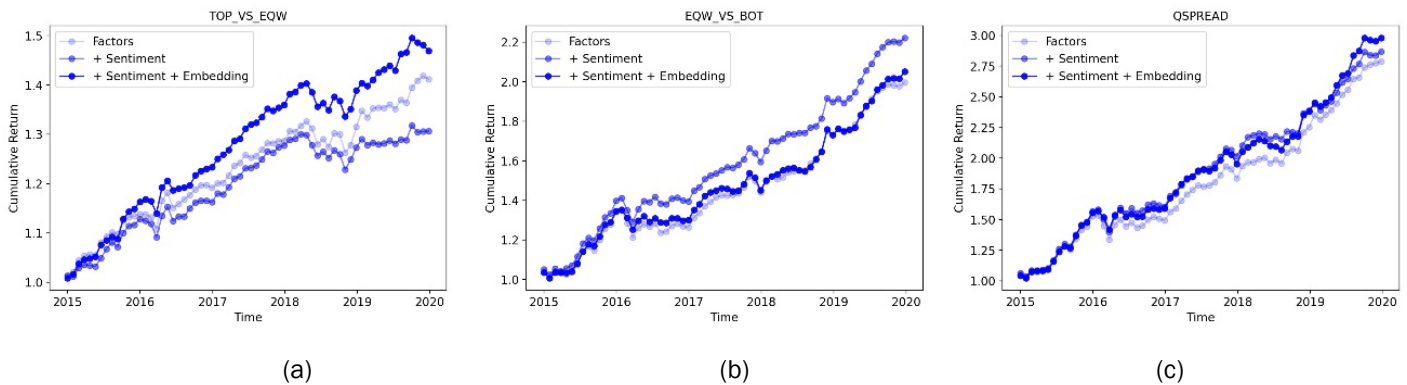 TOP_VS_EQW
Factors
+ Sentiment
+ Sentiment + Embedding
Cumulative Return
1.5
1.4
1.3
1.2
1.1
1.0
2015 2016 2017 2018 2019 2020
Time
(a)
EQW_VS_BOT
Factors
+ Sentiment
+ Sentiment + Embedding
Cumulative Return
2.2
2.0
1.8
1.6
1.4
1.2
1.0
2015 2016 2017 2018 2019 2020
Time
(b)
QSPREAD
Factors
+ Sentiment
+ Sentiment + Embedding
Cumulative Return
3.00
2.75
2.50
2.25
2.00
1.75
1.50
1.25
1.00
2015 2016 2017 2018 2019 2020
Time
(c)